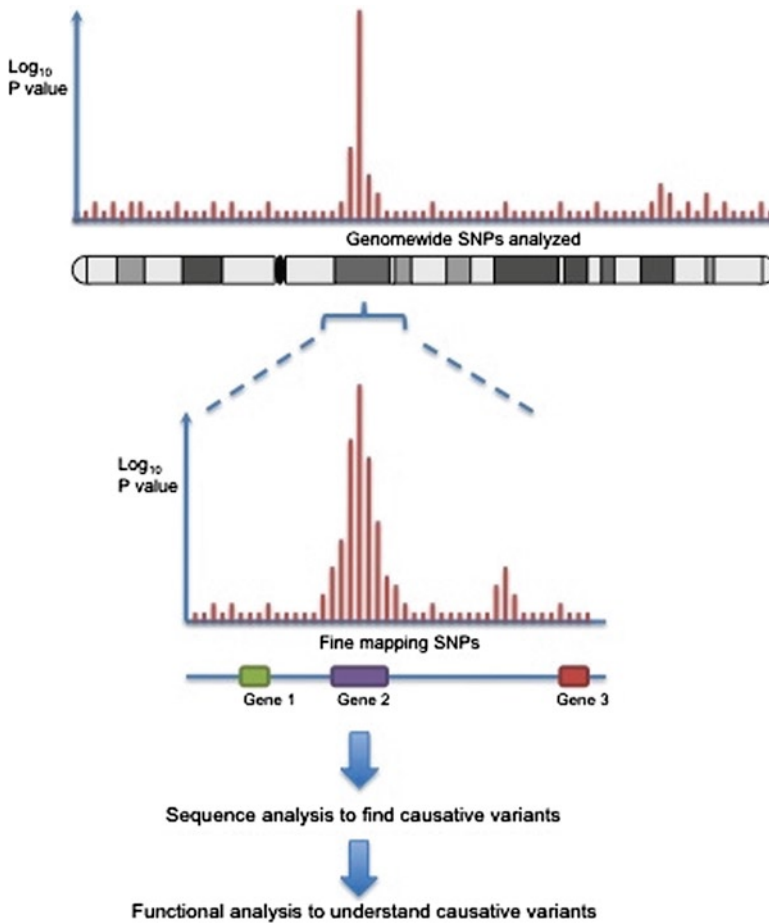 Log₁₀
P value
Genomewide SNPs analyzed
Log₁₀
P value
Fine mapping SNPs
Gene 1 Gene 2 Gene 3
Sequence analysis to find causative variants
Functional analysis to understand causative variants